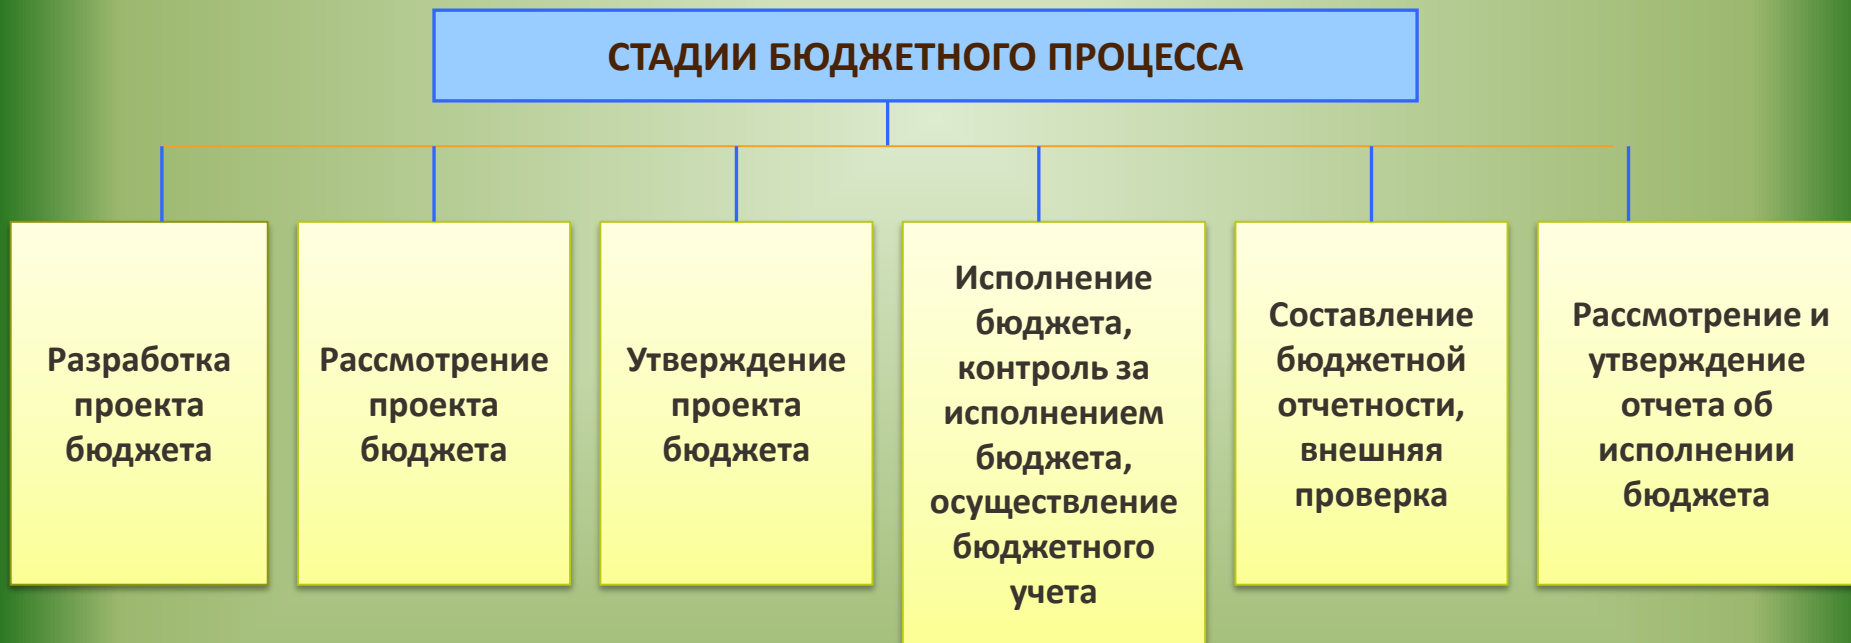 СТАДИИ БЮДЖЕТНОГО ПРОЦЕССА
Разработка
проекта
бюджета
Рассмотрение
проекта
бюджета
Утверждение
проекта
бюджета
Исполнение
бюджета,
контроль за
исполнением
бюджета,
осуществление
бюджетного
учета
Составление
бюджетной
отчетности,
внешняя
проверка
Рассмотрение и
утверждение
отчета об
исполнении
бюджета